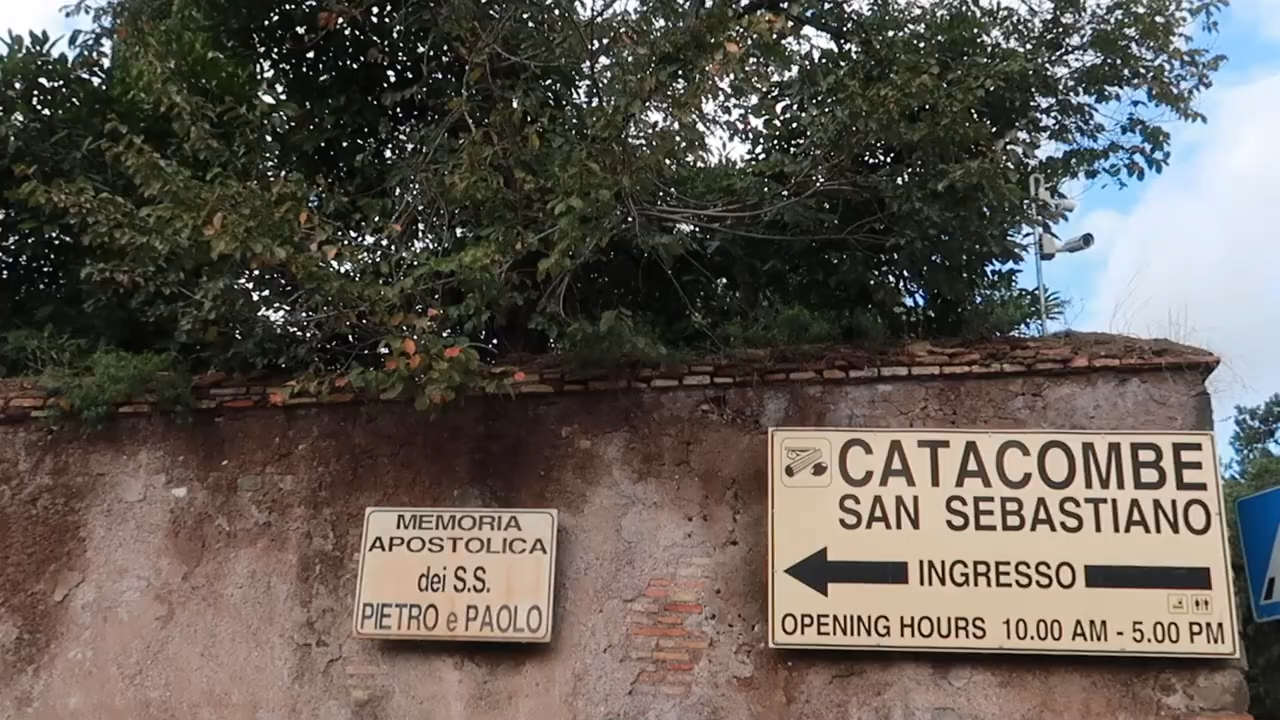 MEMORIA
APOSTOLICA
dei S.S.
PIETRO e PAOLO
CATACOMBE
SAN SEBASTIANO
INGRESSO
OPENING HOURS 10.00 AM - 5.00 PM